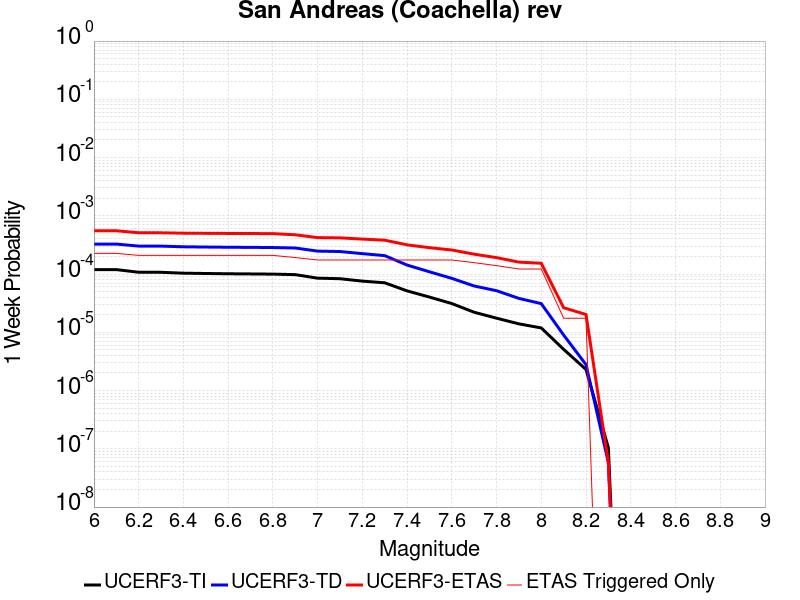 San Andreas (Coachella) rev
10^0
10^-1
10^-2
10^-3
10^-4
10^-5
10^-6
10^-7
10^-8
1 Week Probability
6 6.2 6.4 6.6 6.8 7 7.2 7.4 7.6 7.8 8 8.2 8.4 8.6 8.8 9
Magnitude
UCERF3-TI UCERF3-TD UCERF3-ETAS ETAS Triggered Only